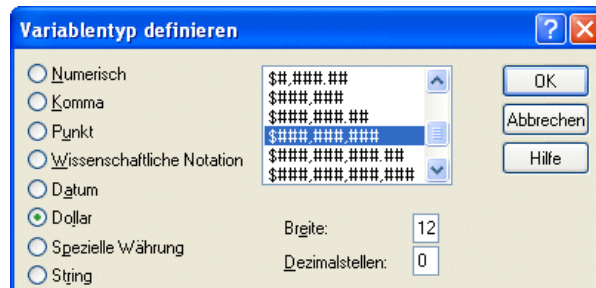 Variablentyp definieren
Numerisch
Komma
Punkt
Wissenschaftliche Notation
Datum
Dollar
Spezielle Währung
String
$#,###.##
$###,###
$###,###.##
$###,###,###
$###,###,###.##
$###,###,###,###
Breite: 12
Dezimalstellen: 0
OK
Abbrechen
Hilfe